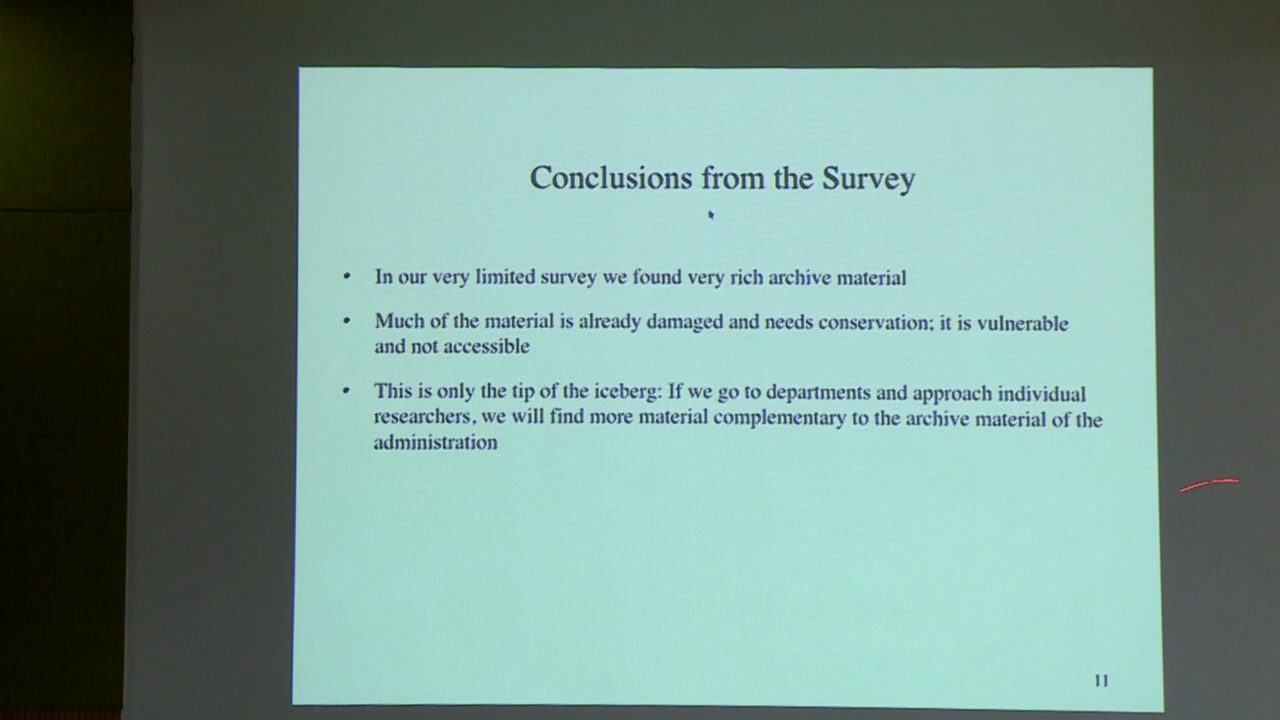 Conclusions from the Survey
• In our very limited survey we found very rich archive material
• Much of the material is already damaged and needs conservation; it is vulnerable
and not accessible
• This is only the tip of the iceberg: If we go to departments and approach individual
researchers, we will find more material complementary to the archive material of the
administration
11